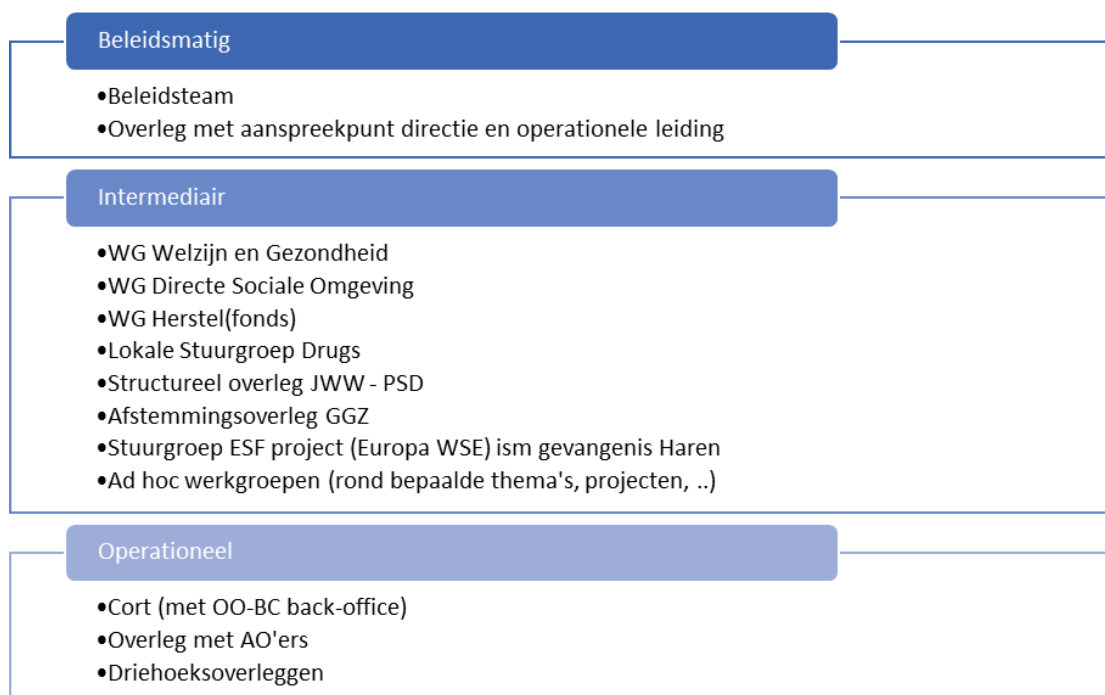 Beleidsmatig
•Beleidsteam
•Overleg met aanspreekpunt directie en operationele leiding
Intermediair
•WG Welzijn en Gezondheid
•WG Directe Sociale Omgeving
•WG Herstel(fonds)
•Lokale Stuurgroep Drugs
•Structureel overleg JWW - PSD
•Afstemmingsoverleg GGZ
•Stuurgroep ESF project (Europa WSE) ism gevangenis Haren
•Ad hoc werkgroepen (rond bepaalde thema's, projecten, ..)
Operationeel
•Cort (met OO-BC back-office)
•Overleg met AO'ers
•Driehoeksoverleggen